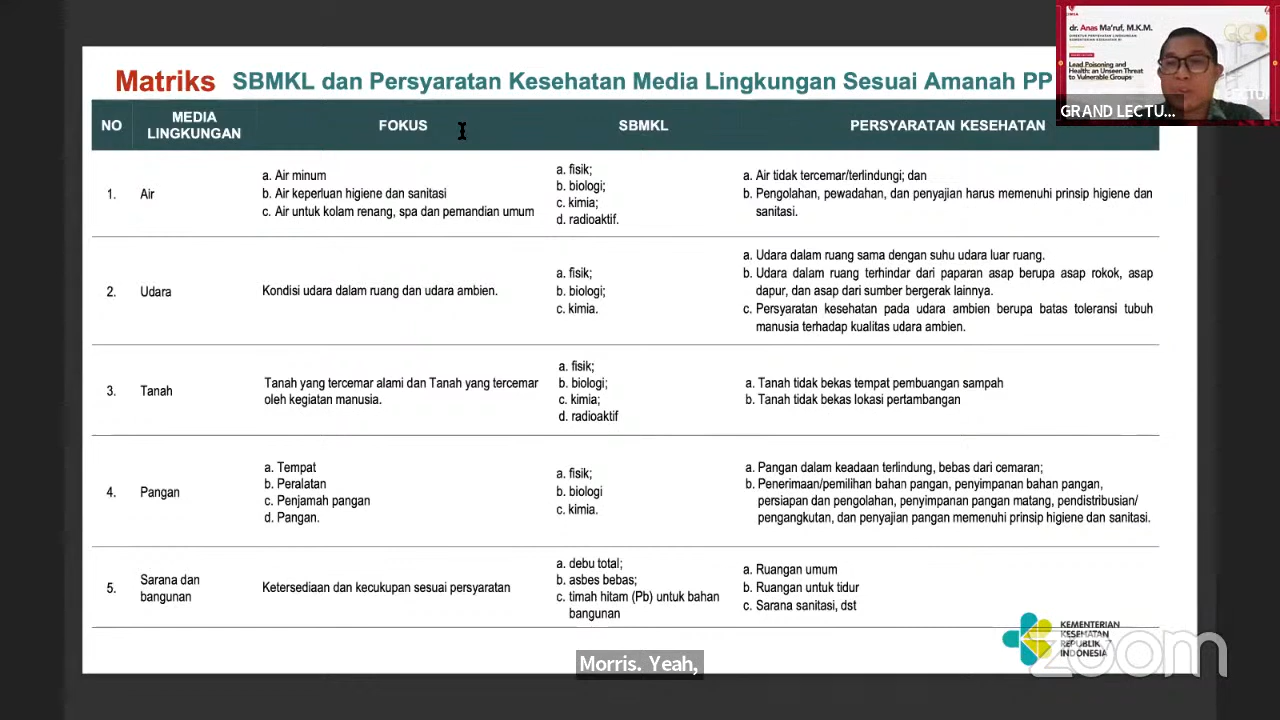 Matriks SBMKL dan Persyaratan Kesehatan Media Lingkungan Sesuai Amanah PP
dr. Anas Ma'ruf, M.K.M.
Lead Poisoning and
Health: an Unseen Threat
to Vulnerable Groups
GRAND LECTU...
NO
MEDIA
LINGKUNGAN
FOKUS
SBMKL
PERSYARATAN KESEHATAN
1.
Air
a. Air minum
b. Air keperluan higiene dan sanitasi
c. Air untuk kolam renang, spa dan pemandian umum
a. fisik;
b. biologi;
c. kimia;
d. radioaktif.
a. Air tidak tercemar/terlindungi; dan
b. Pengolahan, pewadahan, dan penyajian harus memenuhi prinsip higiene dan
sanitasi.
2.
Udara
Kondisi udara dalam ruang dan udara ambien.
a. fisik;
b. biologi;
c. kimia.
a. Udara dalam ruang sama dengan suhu udara luar ruang.
b. Udara dalam ruang terhindar dari paparan asap berupa asap rokok, asap
dapur, dan asap dari sumber bergerak lainnya.
c. Persyaratan kesehatan pada udara ambien berupa batas toleransi tubuh
manusia terhadap kualitas udara ambien.
3.
Tanah
Tanah yang tercemar alami dan Tanah yang tercemar
oleh kegiatan manusia.
a. fisik;
b. biologi;
c. kimia;
d. radioaktif
a. Tanah tidak bekas tempat pembuangan sampah
b. Tanah tidak bekas lokasi pertambangan
4.
Pangan
a. Tempat
b. Peralatan
c. Penjamah pangan
d. Pangan.
a. fisik;
b. biologi
c. kimia.
a. Pangan dalam keadaan terlindung, bebas dari cemaran;
b. Penerimaan/pemilihan bahan pangan, penyimpanan bahan pangan,
persiapan dan pengolahan, penyimpanan pangan matang, pendistribusian/
pengangkutan, dan penyajian pangan memenuhi prinsip higiene dan sanitasi.
5.
Sarana dan
bangunan
Ketersediaan dan kecukupan sesuai persyaratan
a. debu total;
b. asbes bebas;
c. timah hitam (Pb) untuk bahan
bangunan
a. Ruangan umum
b. Ruangan untuk tidur
c. Sarana sanitasi, dst
KEMENTERIAN
KESEHATAN
REPUBLIK
INDONESIA
zoom
Morris. Yeah,